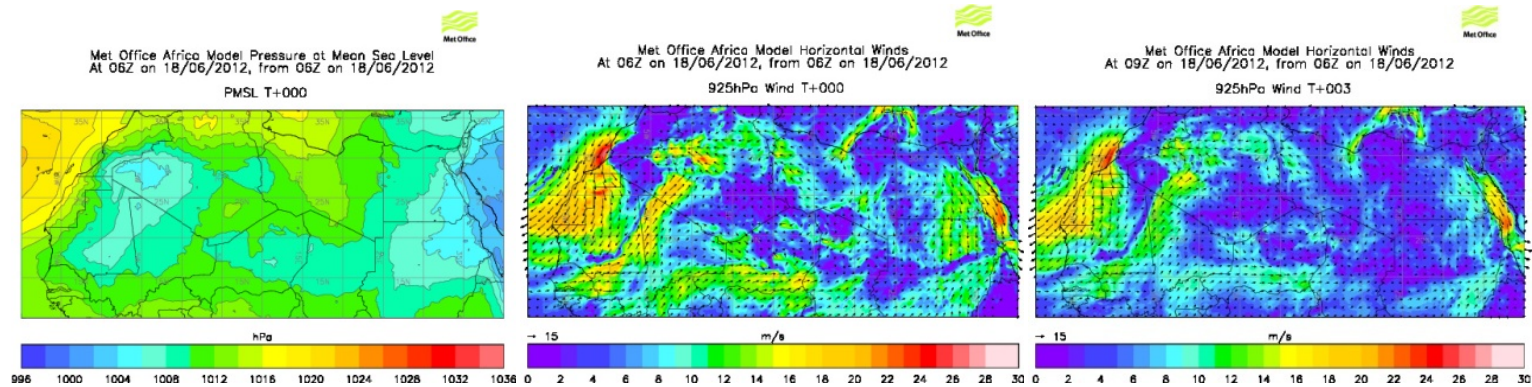 Met Office
Met Office Africa Model Pressure at Mean Sea Level
At 06Z on 18/06/2012, from 06Z on 18/06/2012
PMSL T+000
hPa
996 1000 1004 1008 1012 1016 1020 1024 1028 1032 1036
Met Office
Met Office Africa Model Horizontal Winds
At 06Z on 18/06/2012, from 06Z on 18/06/2012
925hPa Wind T+000
→ 15 m/s
0 2 4 6 8 10 12 14 16 18 20 22 24 26 28 30
Met Office
Met Office Africa Model Horizontal Winds
At 09Z on 18/06/2012, from 06Z on 18/06/2012
925hPa Wind T+003
→ 15 m/s
0 2 4 6 8 10 12 14 16 18 20 22 24 26 28 30